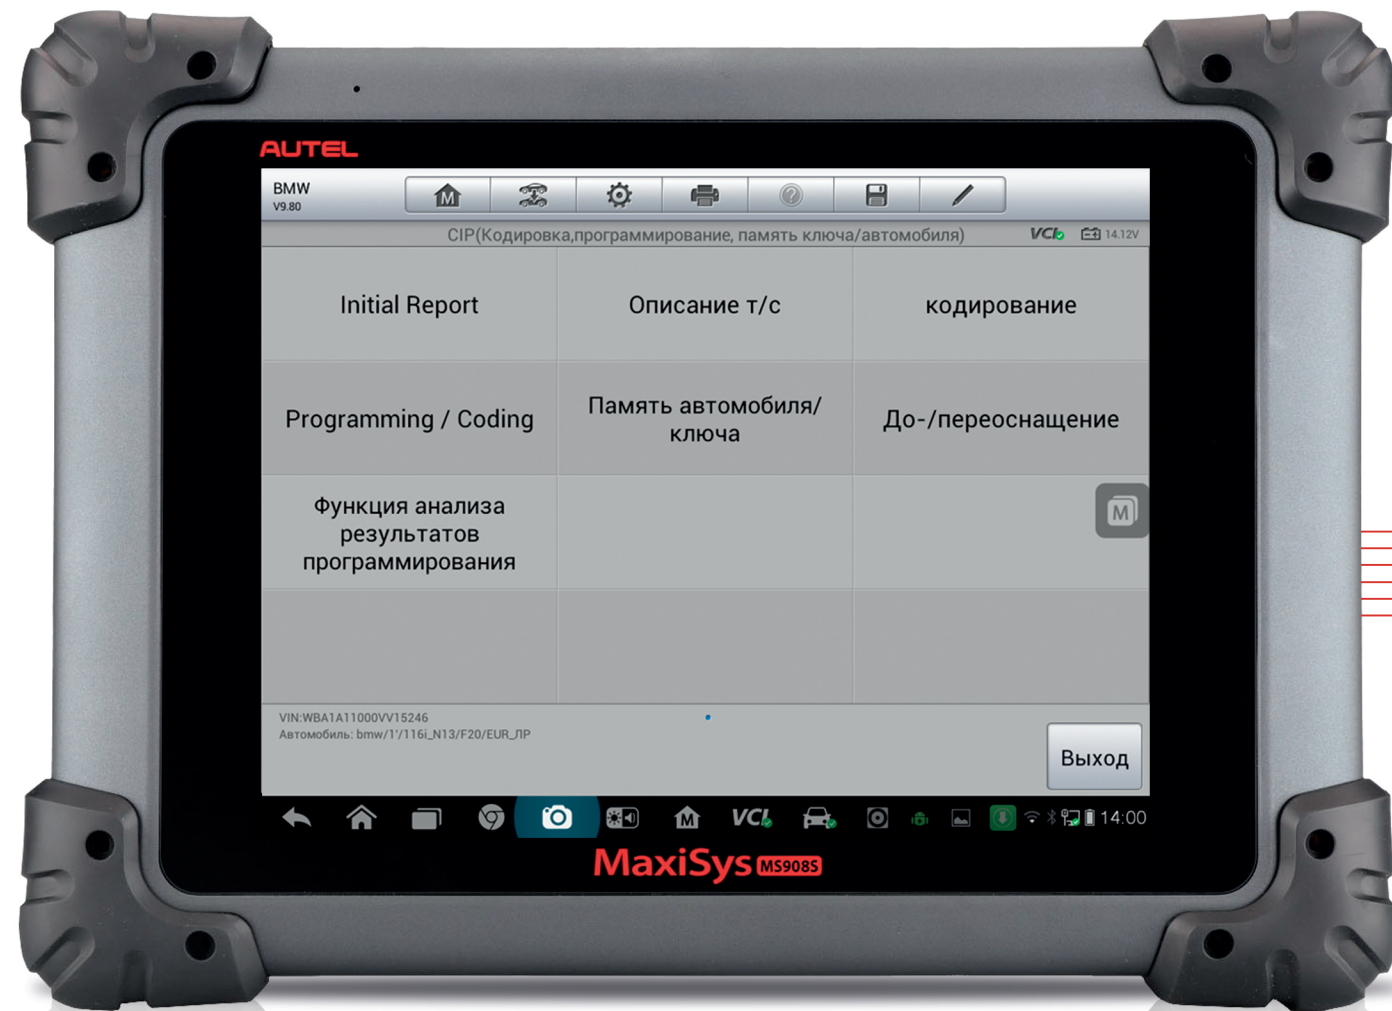 AUTEL
BMW
V9.80
M
?
CIP(Кодировка,программирование, память ключа/автомобиля)
VCI
14.12V
Initial Report
Описание т/с
кодирование
Programming / Coding
Память автомобиля/
ключа
До-/переоснащение
Функция анализа
результатов
программирования
M
VIN:WBA1A11000VV15246
Автомобиль: bmw/1'/116i_N13/F20/EUR_ЛР
Выход
M
VCI
14:00
MaxiSys MS908S